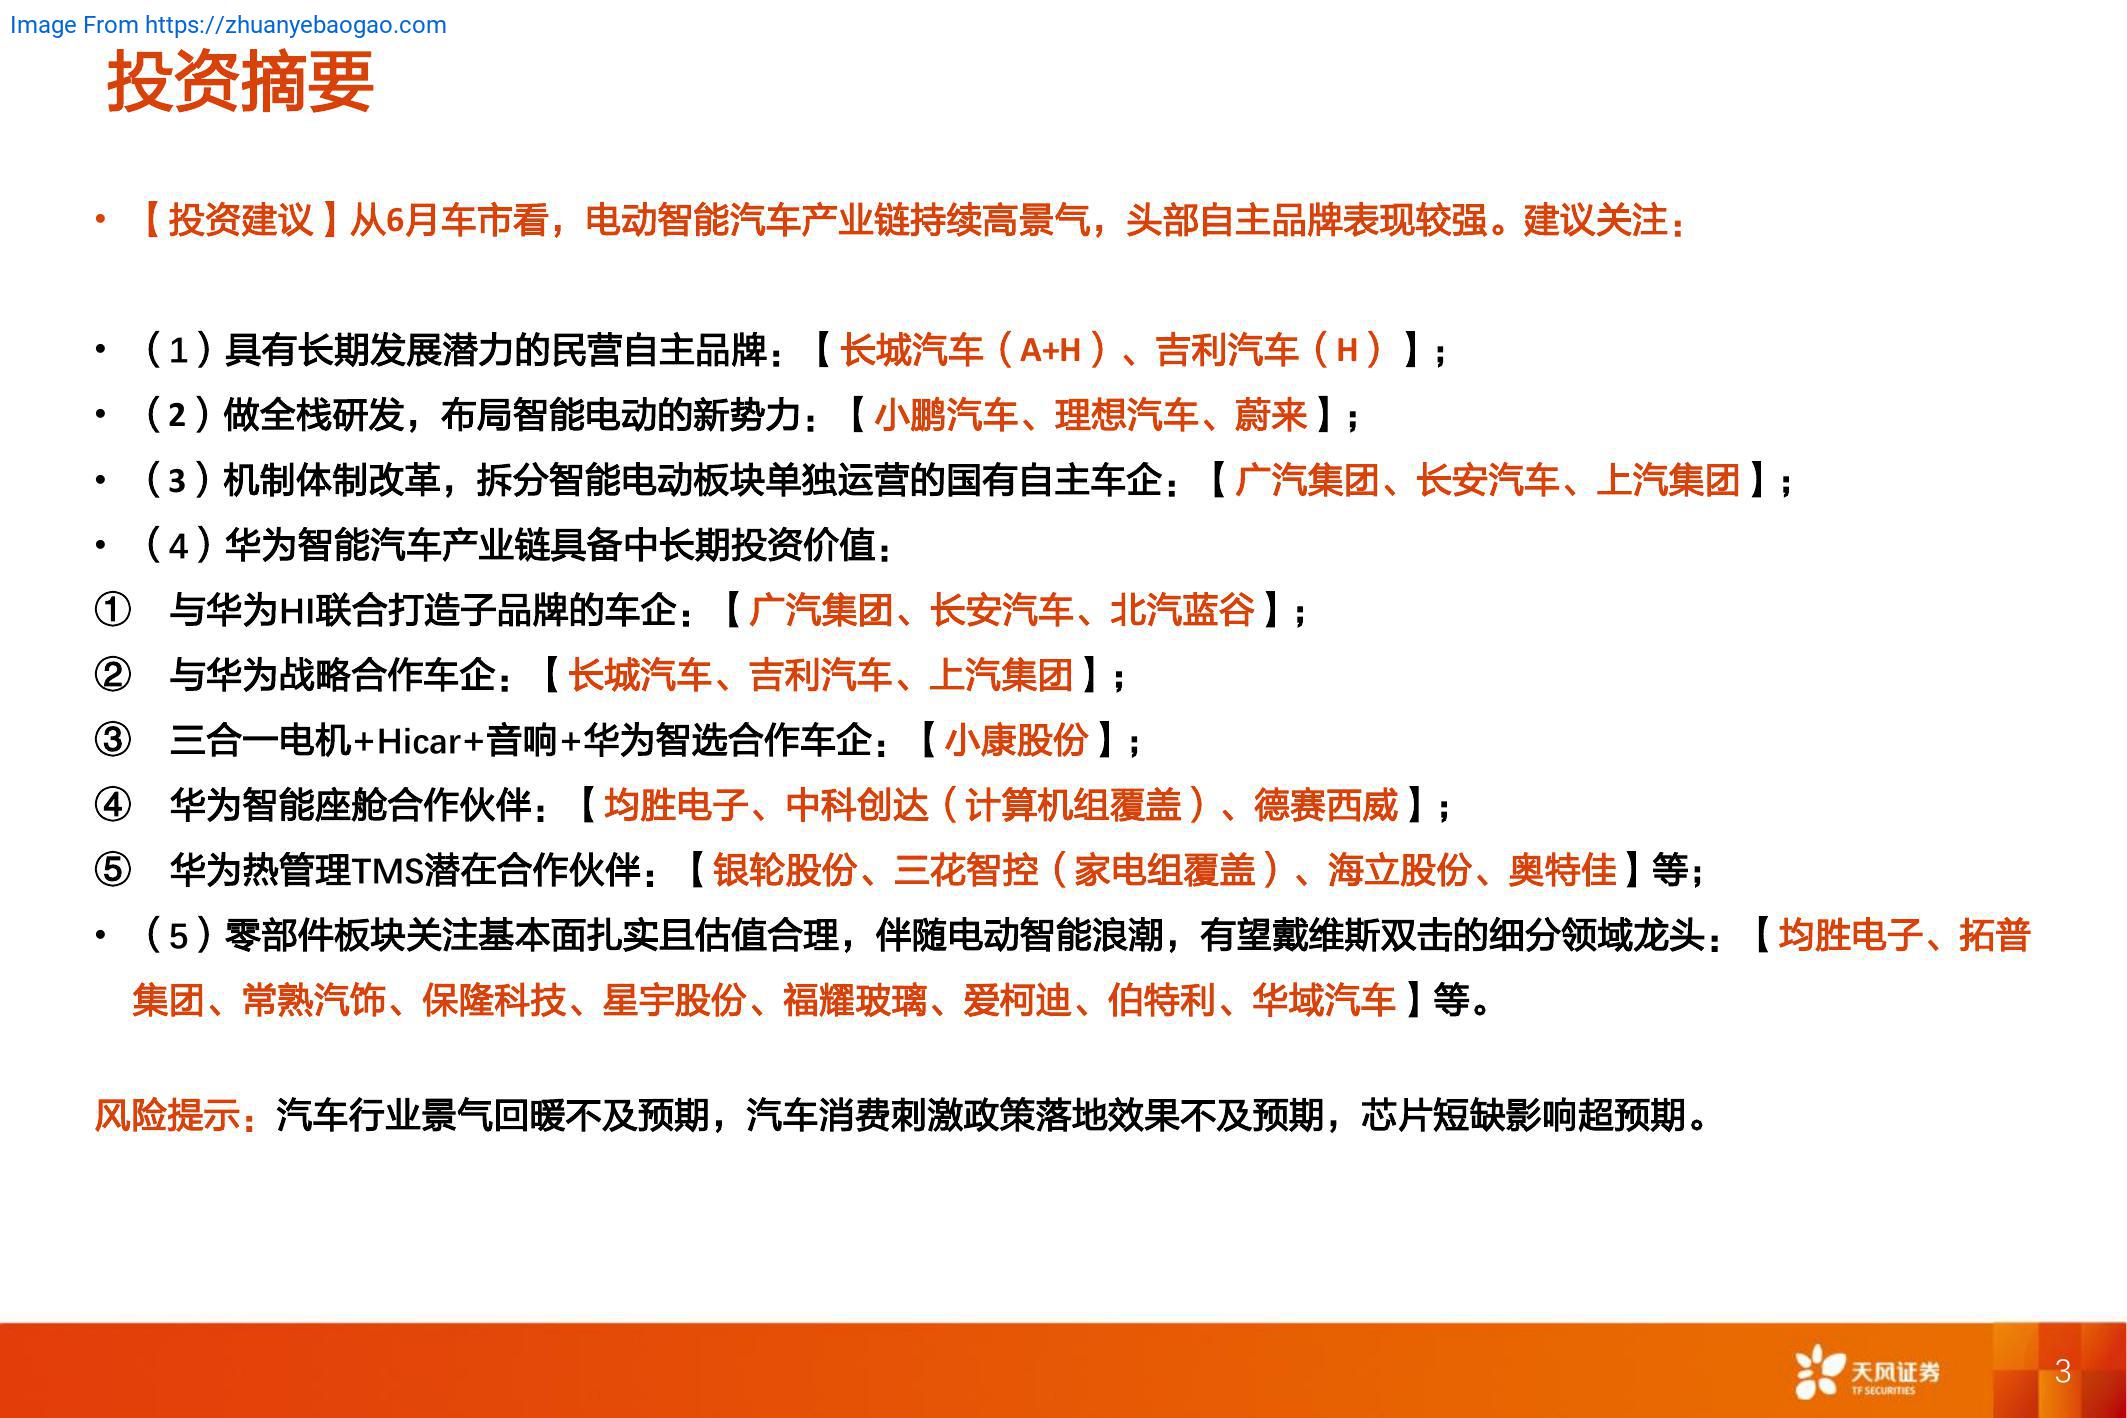 Image From https://zhuanyebaogao.com
投资摘要
• 【投资建议】从6月车市看，电动智能汽车产业链持续高景气，头部自主品牌表现较强。建议关注：
• （1）具有长期发展潜力的民营自主品牌：【长城汽车（A+H）、吉利汽车（H）】；
• （2）做全栈研发，布局智能电动的新势力：【小鹏汽车、理想汽车、蔚来】；
• （3）机制体制改革，拆分智能电动板块单独运营的国有自主车企：【广汽集团、长安汽车、上汽集团】；
• （4）华为智能汽车产业链具备中长期投资价值：
① 与华为HI联合打造子品牌的车企：【广汽集团、长安汽车、北汽蓝谷】；
② 与华为战略合作车企：【长城汽车、吉利汽车、上汽集团】；
③ 三合一电机+Hicar+音响+华为智选合作车企：【小康股份】；
④ 华为智能座舱合作伙伴：【均胜电子、中科创达（计算机组覆盖）、德赛西威】；
⑤ 华为热管理TMS潜在合作伙伴：【银轮股份、三花智控（家电组覆盖）、海立股份、奥特佳】等；
• （5）零部件板块关注基本面扎实且估值合理，伴随电动智能浪潮，有望戴维斯双击的细分领域龙头：【均胜电子、拓普
集团、常熟汽饰、保隆科技、星宇股份、福耀玻璃、爱柯迪、伯特利、华域汽车】等。
风险提示：汽车行业景气回暖不及预期，汽车消费刺激政策落地效果不及预期，芯片短缺影响超预期。
天风证券
TF SECURITIES
3